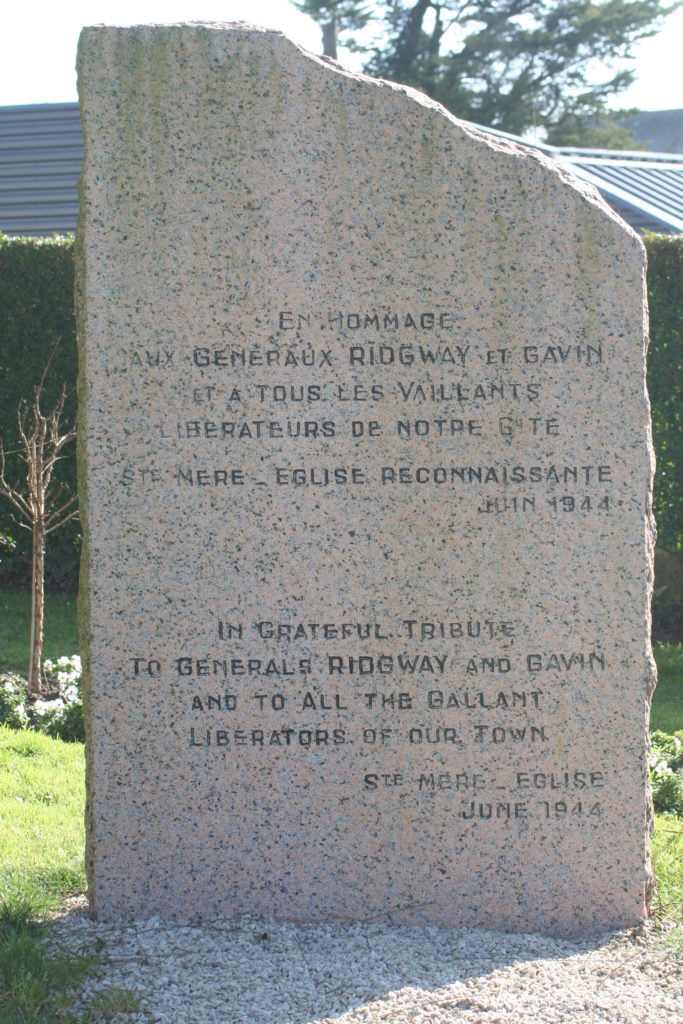 EN HOMMAGE
AUX GENERAUX RIDGWAY ET GAVIN
ET A TOUS LES VAILLANTS
LIBERATEURS DE NOTRE CITE
STE MERE - EGLISE RECONNAISSANTE
JUIN 1944
IN GRATEFUL TRIBUTE
TO GENERALS RIDGWAY AND GAVIN
AND TO ALL THE GALLANT
LIBERATORS OF OUR TOWN
STE MERE - EGLISE
JUNE 1944